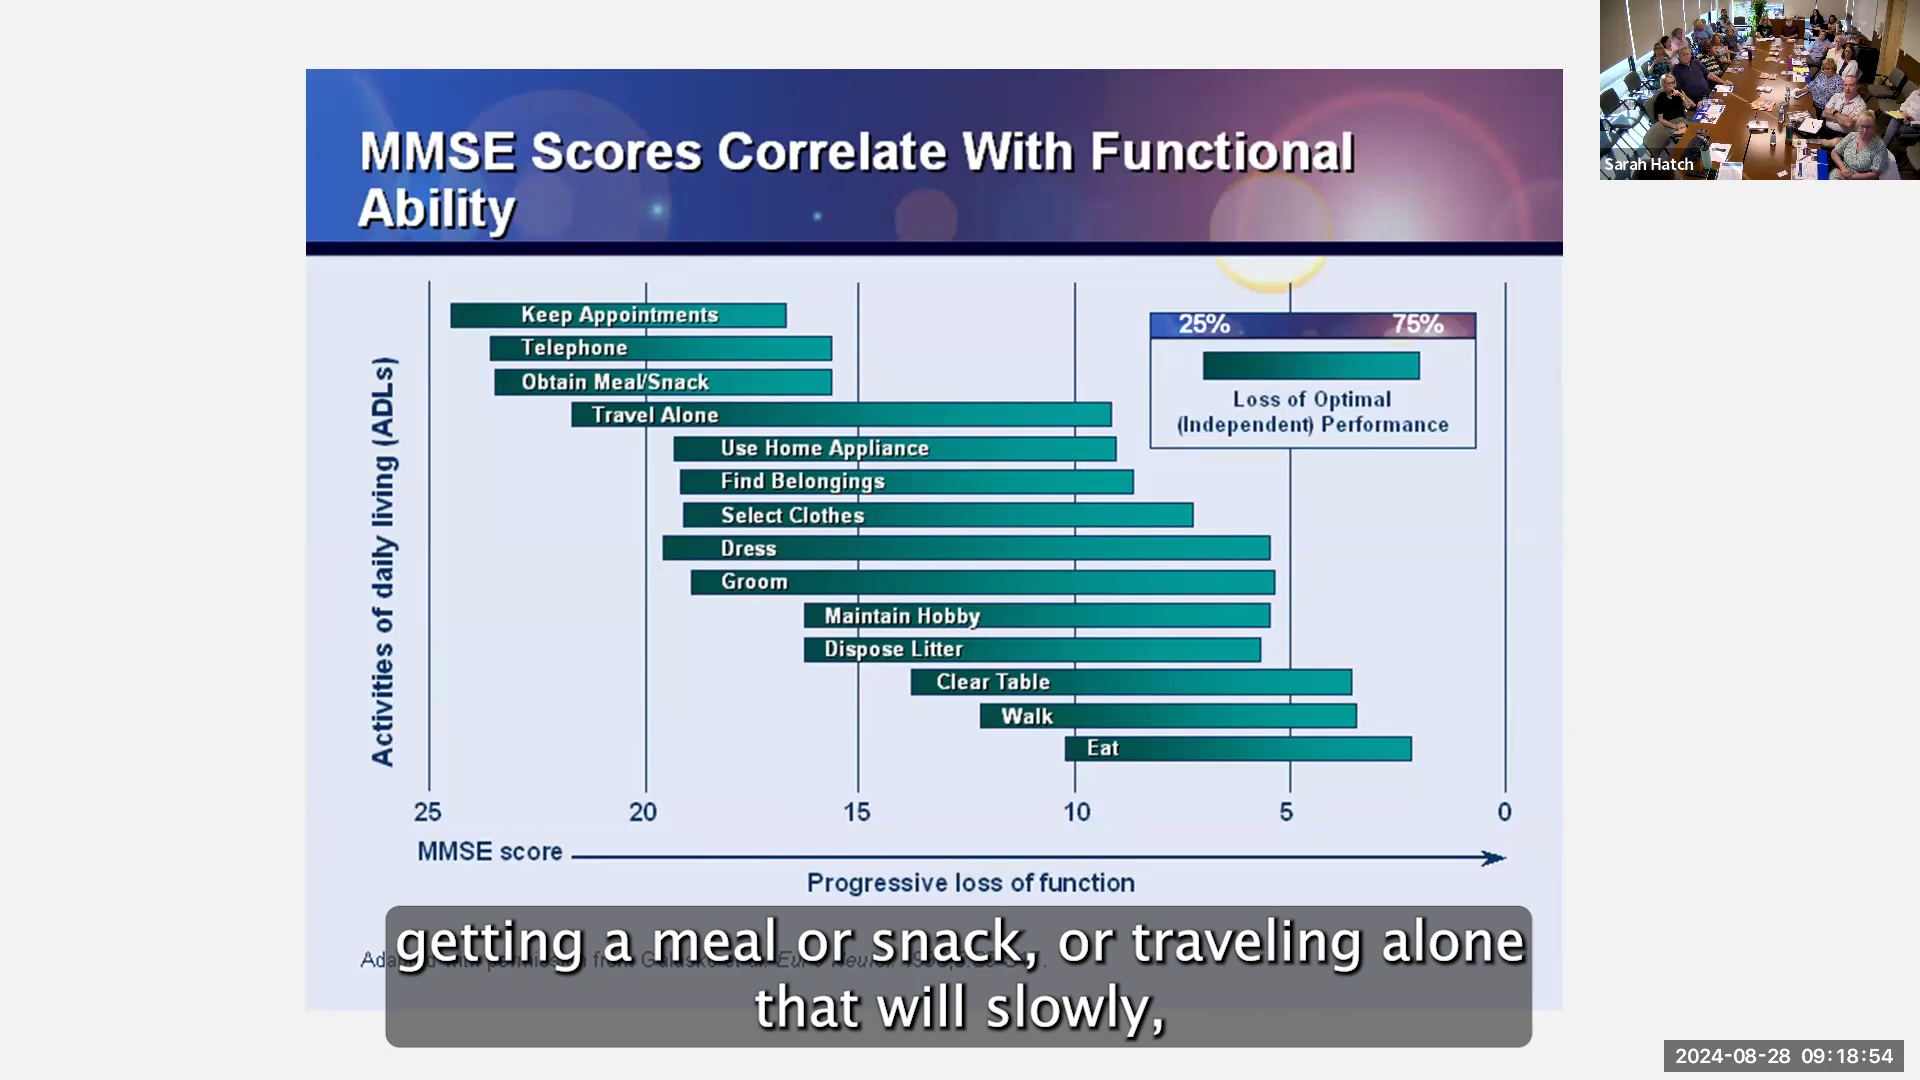 MMSE Scores Correlate With Functional
Ability
Sarah Hatch
Activities of daily living (ADLs)
Keep Appointments
Telephone
Obtain Meal/Snack
Travel Alone
Use Home Appliance
Find Belongings
Select Clothes
Dress
Groom
Maintain Hobby
Dispose Litter
Clear Table
Walk
Eat
25% 75%
Loss of Optimal
(Independent) Performance
25 20 15 10 5 0
MMSE score
Progressive loss of function
getting a meal or snack, or traveling alone
that will slowly,
2024-08-28 09:18:54